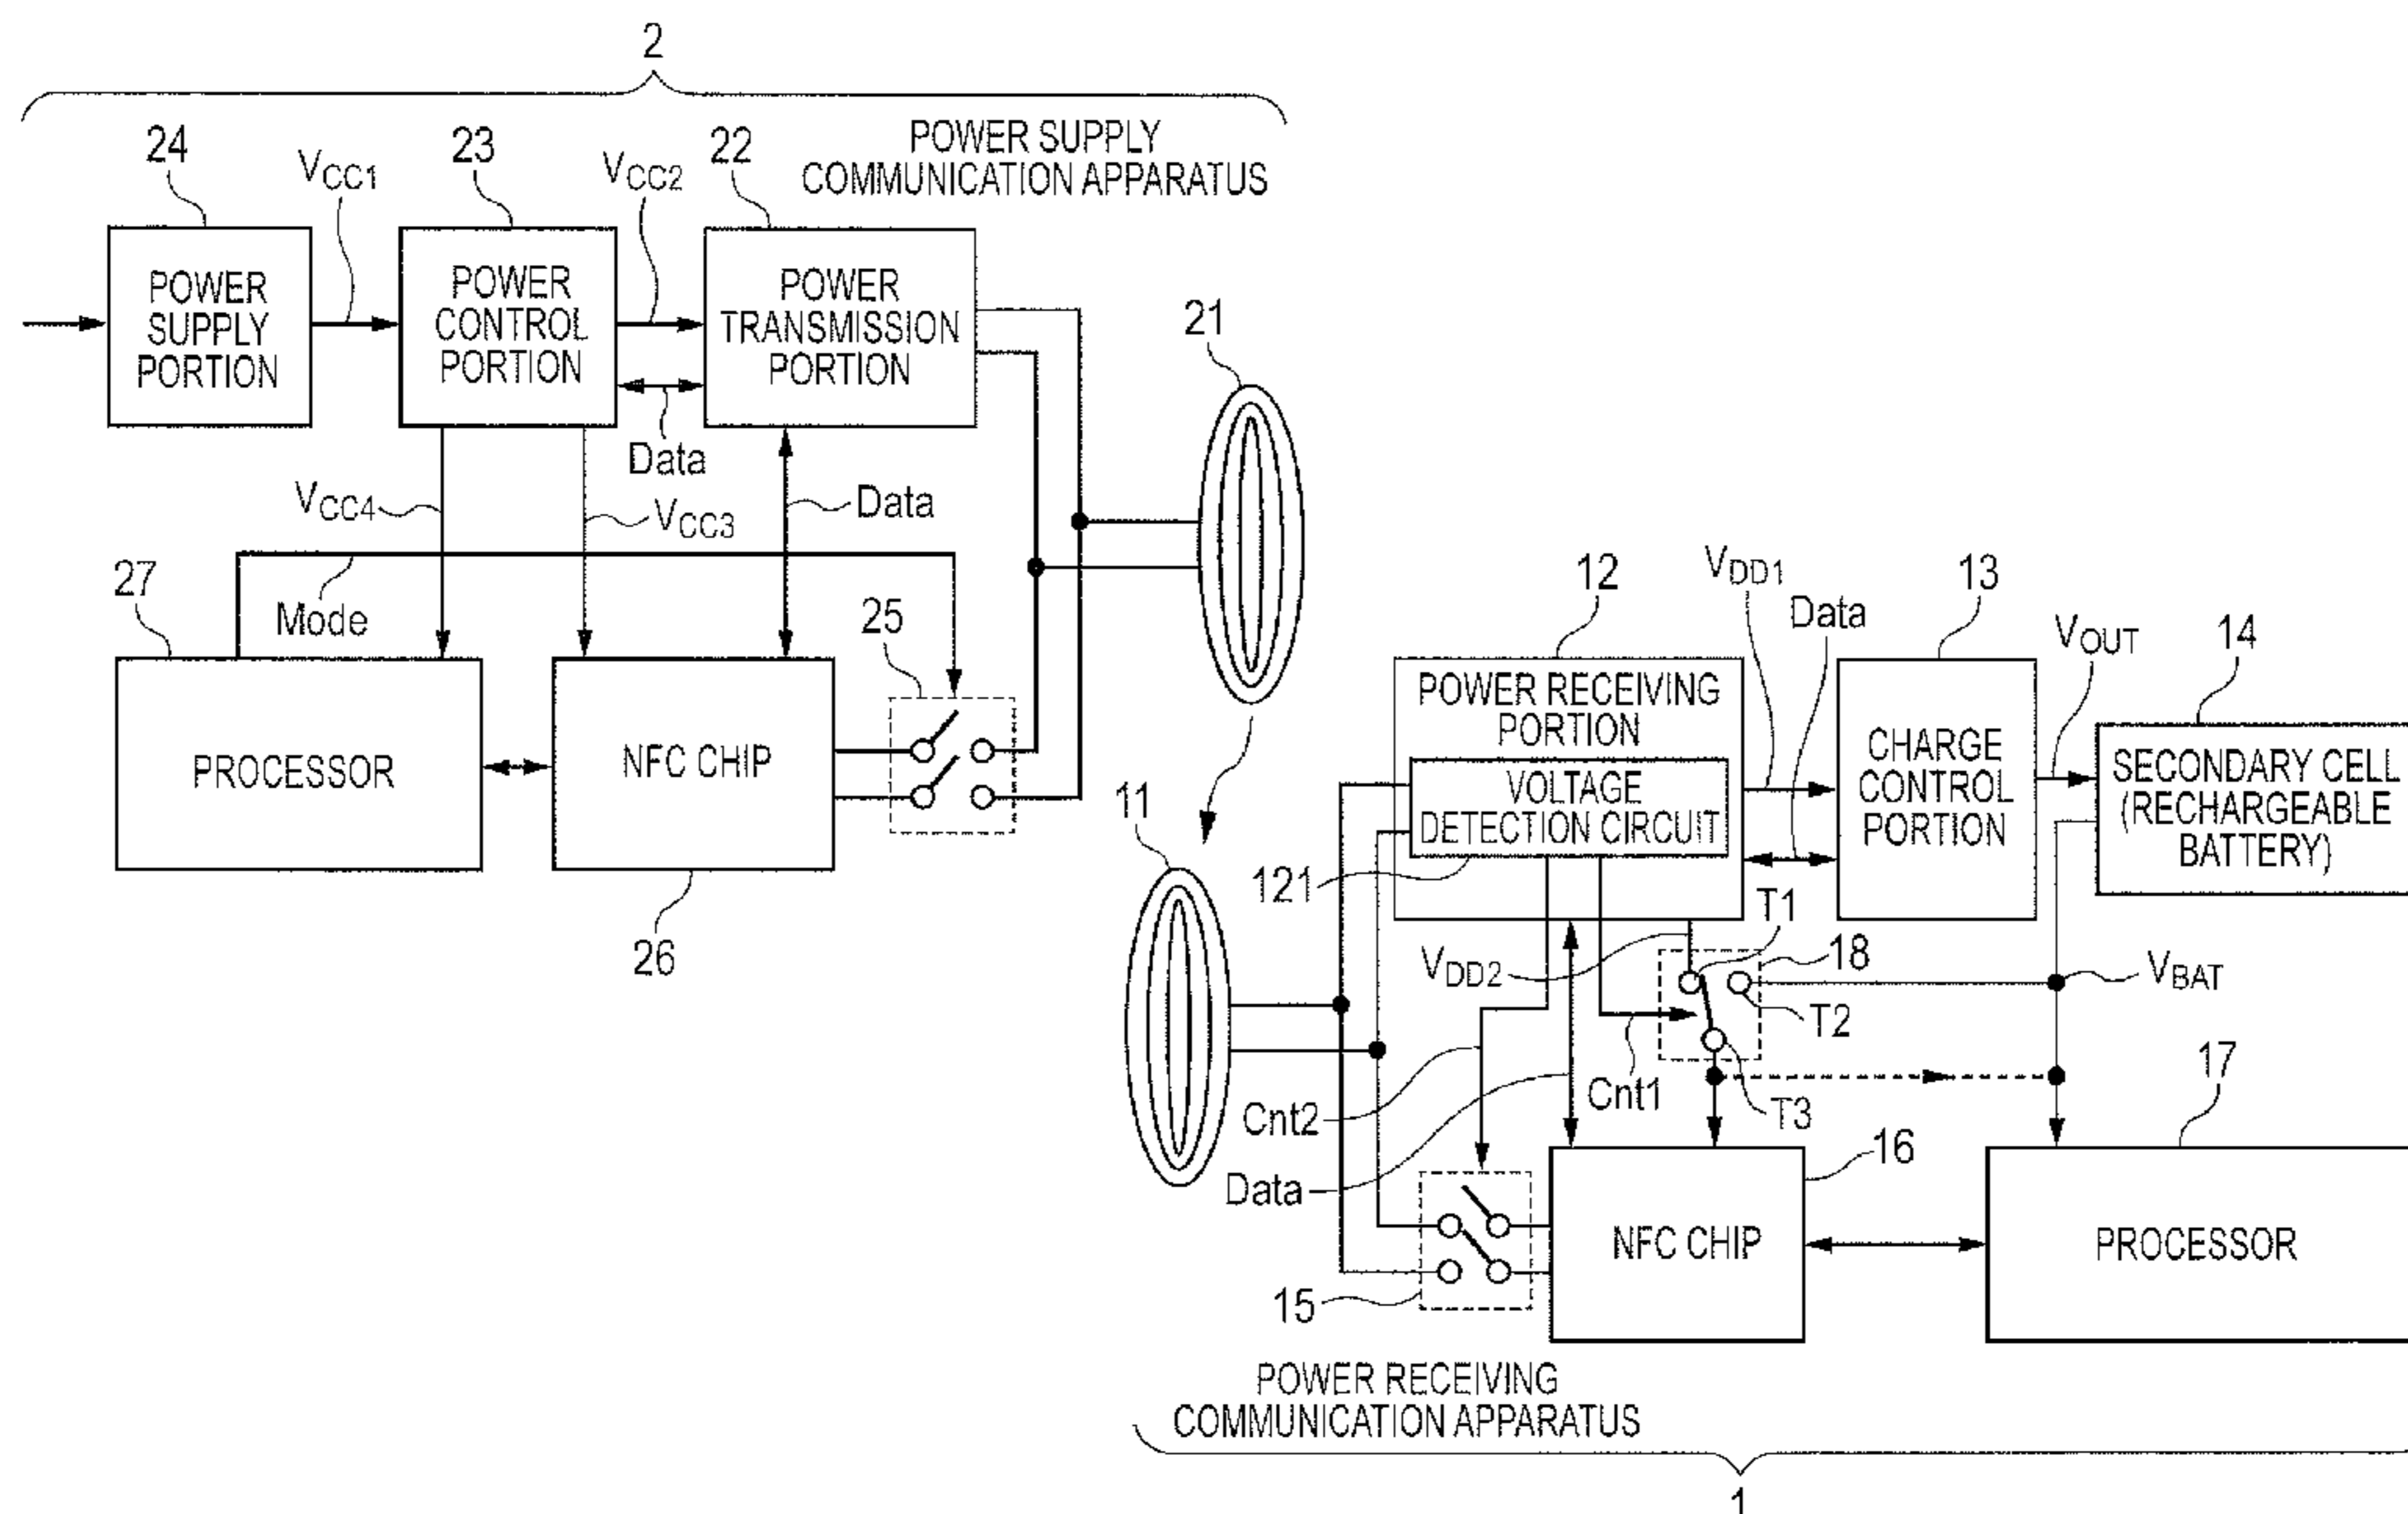 2
POWER SUPPLY
COMMUNICATION APPARATUS
24
VCC1
23
VCC2
22
POWER
SUPPLY
PORTION
POWER
CONTROL
PORTION
POWER
TRANSMISSION
PORTION
Data
21
VCC4
VCC3
Data
27
Mode
25
PROCESSOR
NFC CHIP
26
12
VDD1
Data
13
VOUT
14
POWER RECEIVING
PORTION
VOLTAGE
DETECTION CIRCUIT
CHARGE
CONTROL
PORTION
SECONDARY CELL
(RECHARGEABLE
BATTERY)
11
121
T1
VDD2
18
VBAT
T2
Cnt1
Cnt2
T3
17
Data
16
NFC CHIP
PROCESSOR
15
POWER RECEIVING
COMMUNICATION APPARATUS
1